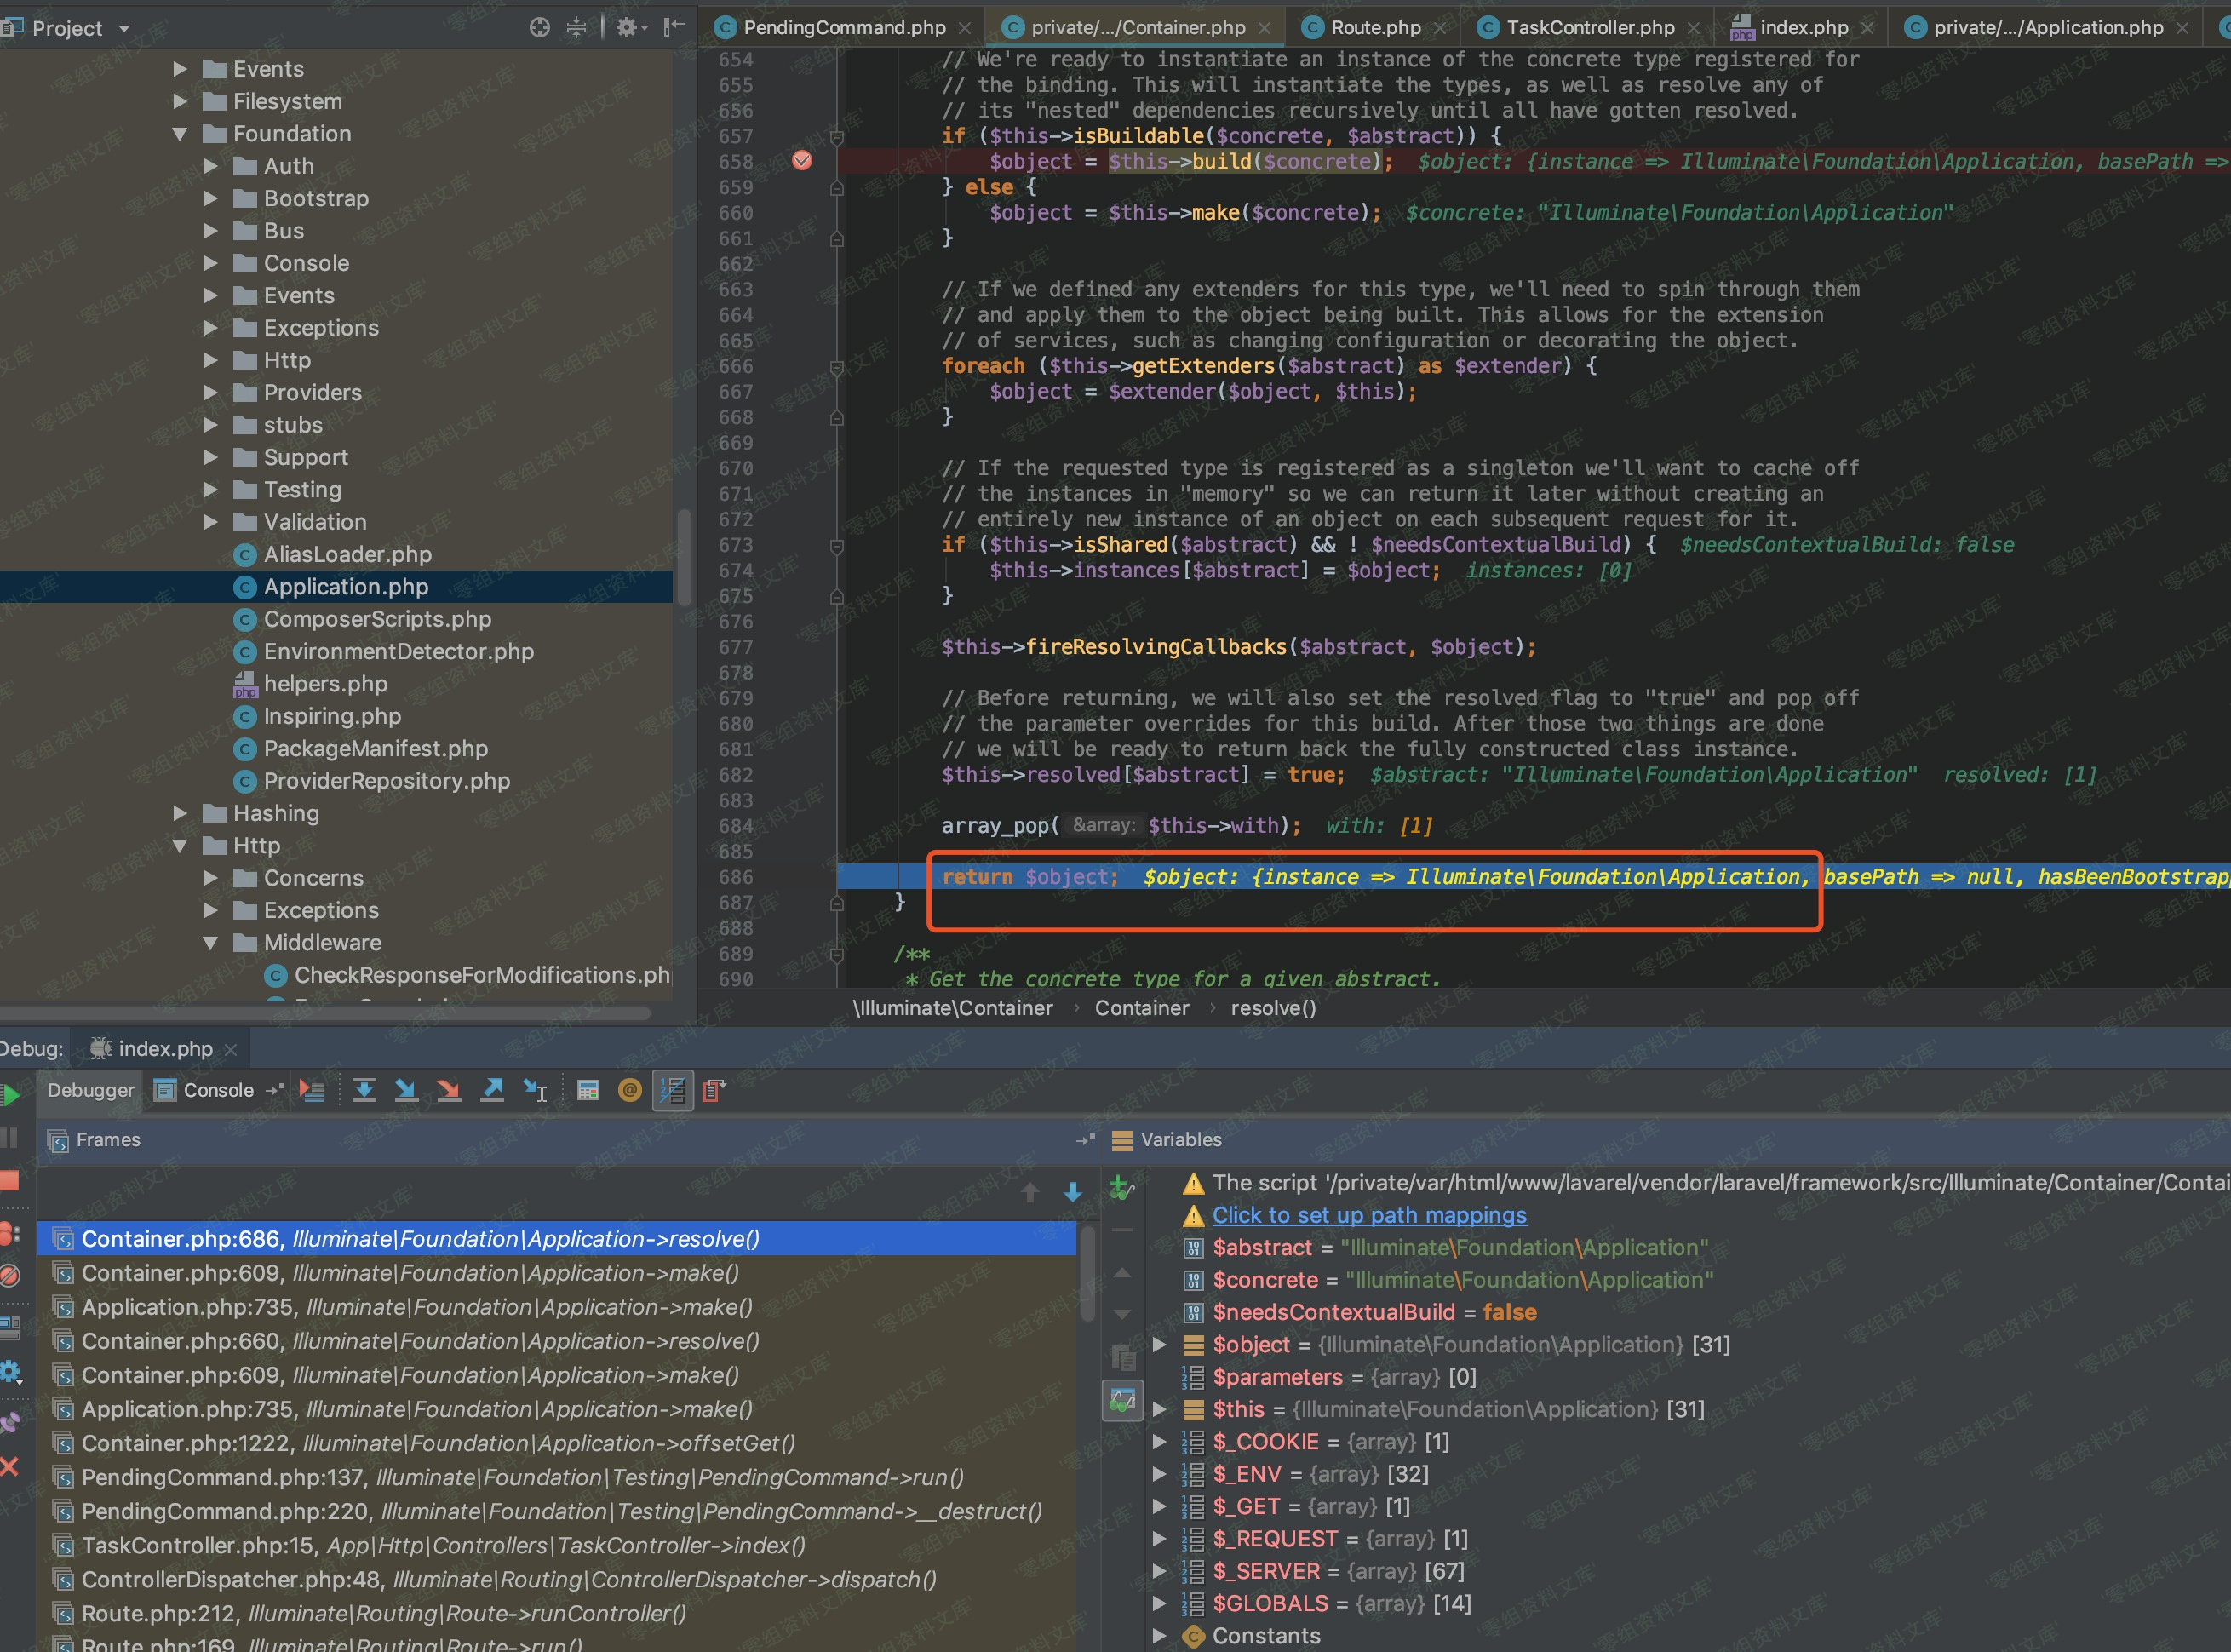 Project
PendingCommand.php
private/.../Container.php
Route.php
TaskController.php
index.php
private/.../Application.php
Events
Filesystem
Foundation
Auth
Bootstrap
Bus
Console
Events
Exceptions
Http
Providers
stubs
Support
Testing
Validation
AliasLoader.php
Application.php
ComposerScripts.php
EnvironmentDetector.php
helpers.php
Inspiring.php
PackageManifest.php
ProviderRepository.php
Hashing
Http
Concerns
Exceptions
Middleware
CheckResponseForModifications.ph
654 // We're ready to instantiate an instance of the concrete type registered for
655 // the binding. This will instantiate the types, as well as resolve any of
656 // its "nested" dependencies recursively until all have gotten resolved.
657 if ($this->isBuildable($concrete, $abstract)) {
658 $object = $this->build($concrete); $object: {instance => Illuminate\Foundation\Application, basePath =>
659 } else {
660 $object = $this->make($concrete); $concrete: "Illuminate\Foundation\Application"
661 }
662
663 // If we defined any extenders for this type, we'll need to spin through them
664 // and apply them to the object being built. This allows for the extension
665 // of services, such as changing configuration or decorating the object.
666 foreach ($this->getExtenders($abstract) as $extender) {
667 $object = $extender($object, $this);
668 }
669
670 // If the requested type is registered as a singleton we'll want to cache off
671 // the instances in "memory" so we can return it later without creating an
672 // entirely new instance of an object on each subsequent request for it.
673 if ($this->isShared($abstract) && ! $needsContextualBuild) { $needsContextualBuild: false
674 $this->instances[$abstract] = $object; instances: [0]
675 }
676
677 $this->fireResolvingCallbacks($abstract, $object);
678
679 // Before returning, we will also set the resolved flag to "true" and pop off
680 // the parameter overrides for this build. After those two things are done
681 // we will be ready to return back the fully constructed class instance.
682 $this->resolved[$abstract] = true; $abstract: "Illuminate\Foundation\Application" resolved: [1]
683
684 array_pop( &array: $this->with); with: [1]
685
686 return $object; $object: {instance => Illuminate\Foundation\Application, basePath => null, hasBeenBootstrapp
687 }
688
689 /**
690 * Get the concrete type for a given abstract.
\Illuminate\Container › Container › resolve()
Debug: index.php
Debugger Console
Frames
Container.php:686, Illuminate\Foundation\Application->resolve()
Container.php:609, Illuminate\Foundation\Application->make()
Application.php:735, Illuminate\Foundation\Application->make()
Container.php:660, Illuminate\Foundation\Application->resolve()
Container.php:609, Illuminate\Foundation\Application->make()
Application.php:735, Illuminate\Foundation\Application->make()
Container.php:1222, Illuminate\Foundation\Application->offsetGet()
PendingCommand.php:137, Illuminate\Foundation\Testing\PendingCommand->run()
PendingCommand.php:220, Illuminate\Foundation\Testing\PendingCommand->__destruct()
TaskController.php:15, App\Http\Controllers\TaskController->index()
ControllerDispatcher.php:48, Illuminate\Routing\ControllerDispatcher->dispatch()
Route.php:212, Illuminate\Routing\Route->runController()
Route.php:169, Illuminate\Routing\Route->run()
Variables
The script '/private/var/html/www/lavarel/vendor/laravel/framework/src/Illuminate/Container/Contai
Click to set up path mappings
$abstract = "Illuminate\Foundation\Application"
$concrete = "Illuminate\Foundation\Application"
$needsContextualBuild = false
$object = {Illuminate\Foundation\Application} [31]
$parameters = {array} [0]
$this = {Illuminate\Foundation\Application} [31]
$_COOKIE = {array} [1]
$_ENV = {array} [32]
$_GET = {array} [1]
$_REQUEST = {array} [1]
$_SERVER = {array} [67]
$GLOBALS = {array} [14]
Constants
零组资料文库